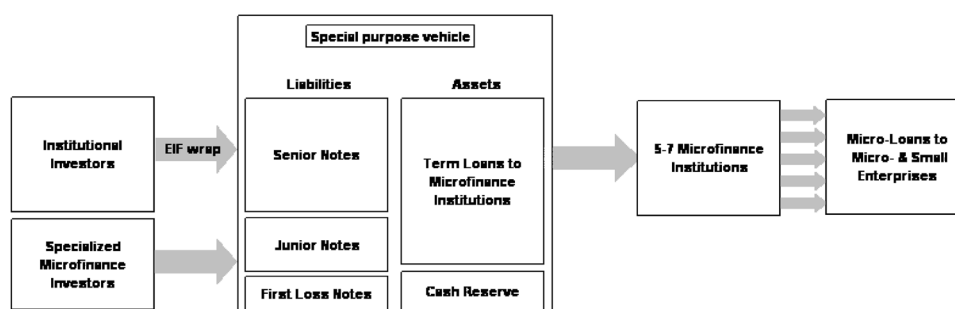 Special purpose vehicle
Liabilities
Assets
Institutional
Investors
EIF wrap
Senior Notes
Term Loans to
Microfinance
Institutions
5-7 Microfinance
Institutions
Micro-Loans to
Micro- & Small
Enterprises
Specialized
Microfinance
Investors
Junior Notes
First Loss Notes
Cash Reserve